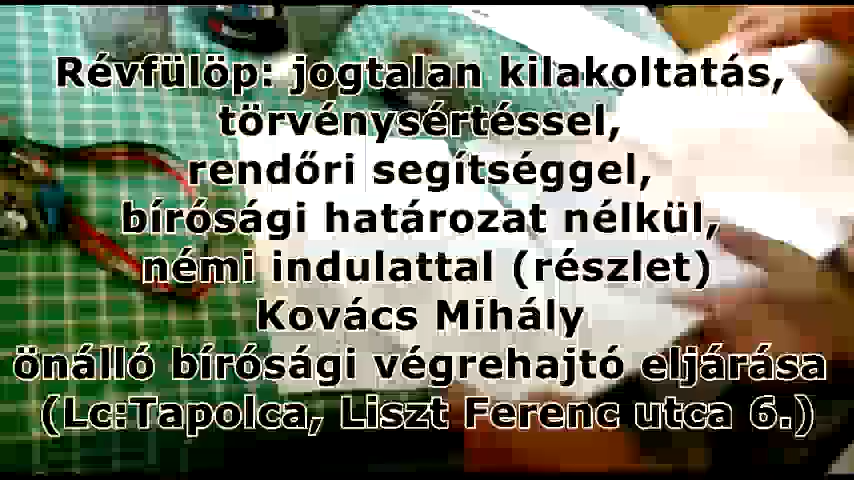 Révfülöp: jogtalan kilakoltatás,
törvénysértéssel,
rendőri segítséggel,
bírósági határozat nélkül,
némi indulattal (részlet)
Kovács Mihály
önálló bírósági végrehajtó eljárása
(Lc:Tapolca, Liszt Ferenc utca 6.)